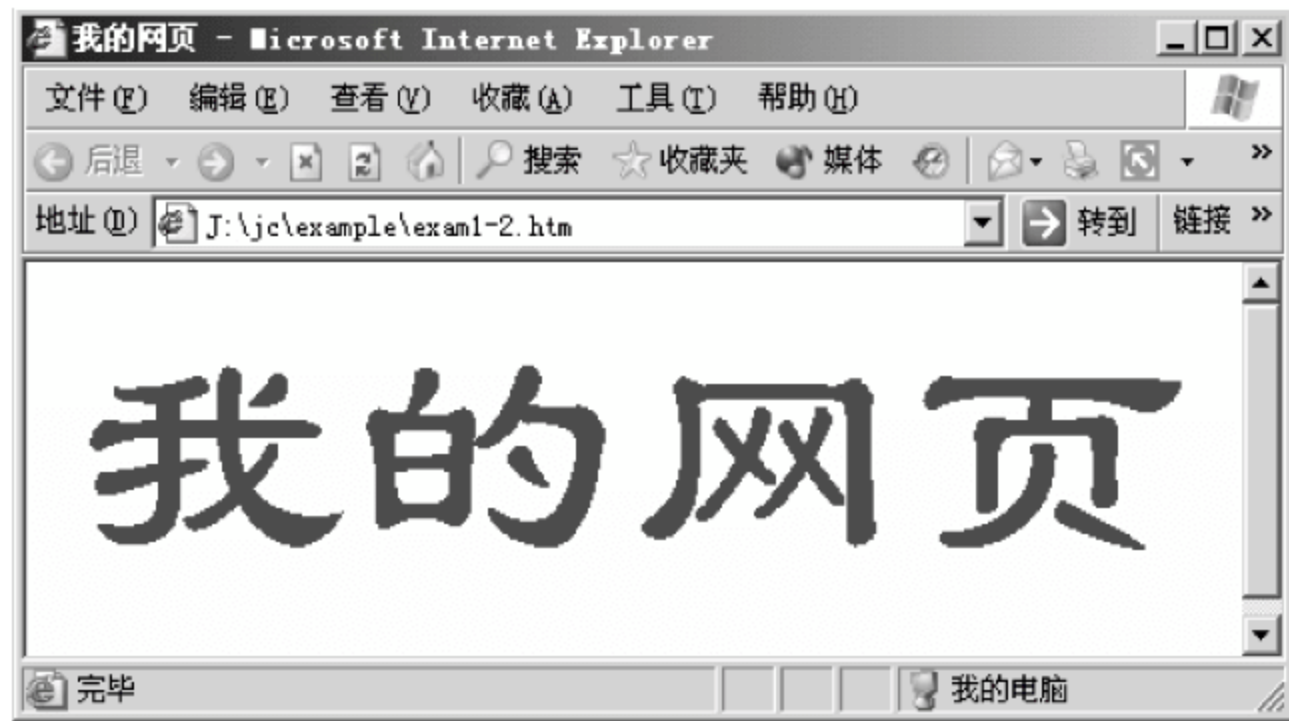 我的网页 - Microsoft Internet Explorer
文件(F) 编辑(E) 查看(V) 收藏(A) 工具(T) 帮助(H)
后退 搜索 收藏夹 媒体 »
地址(D) J:\jc\example\exam1-2.htm 转到 链接 »
我的网页
完毕 我的电脑